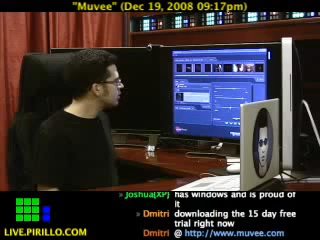 "Muvee" (Dec 19, 2008 09:17pm)
> Joshua[XP] has windows and is proud of
it
> Dmitri downloading the 15 day free
trial right now
Dmitri @ http://www.muvee.com
LIVE.PIRILLO.COM